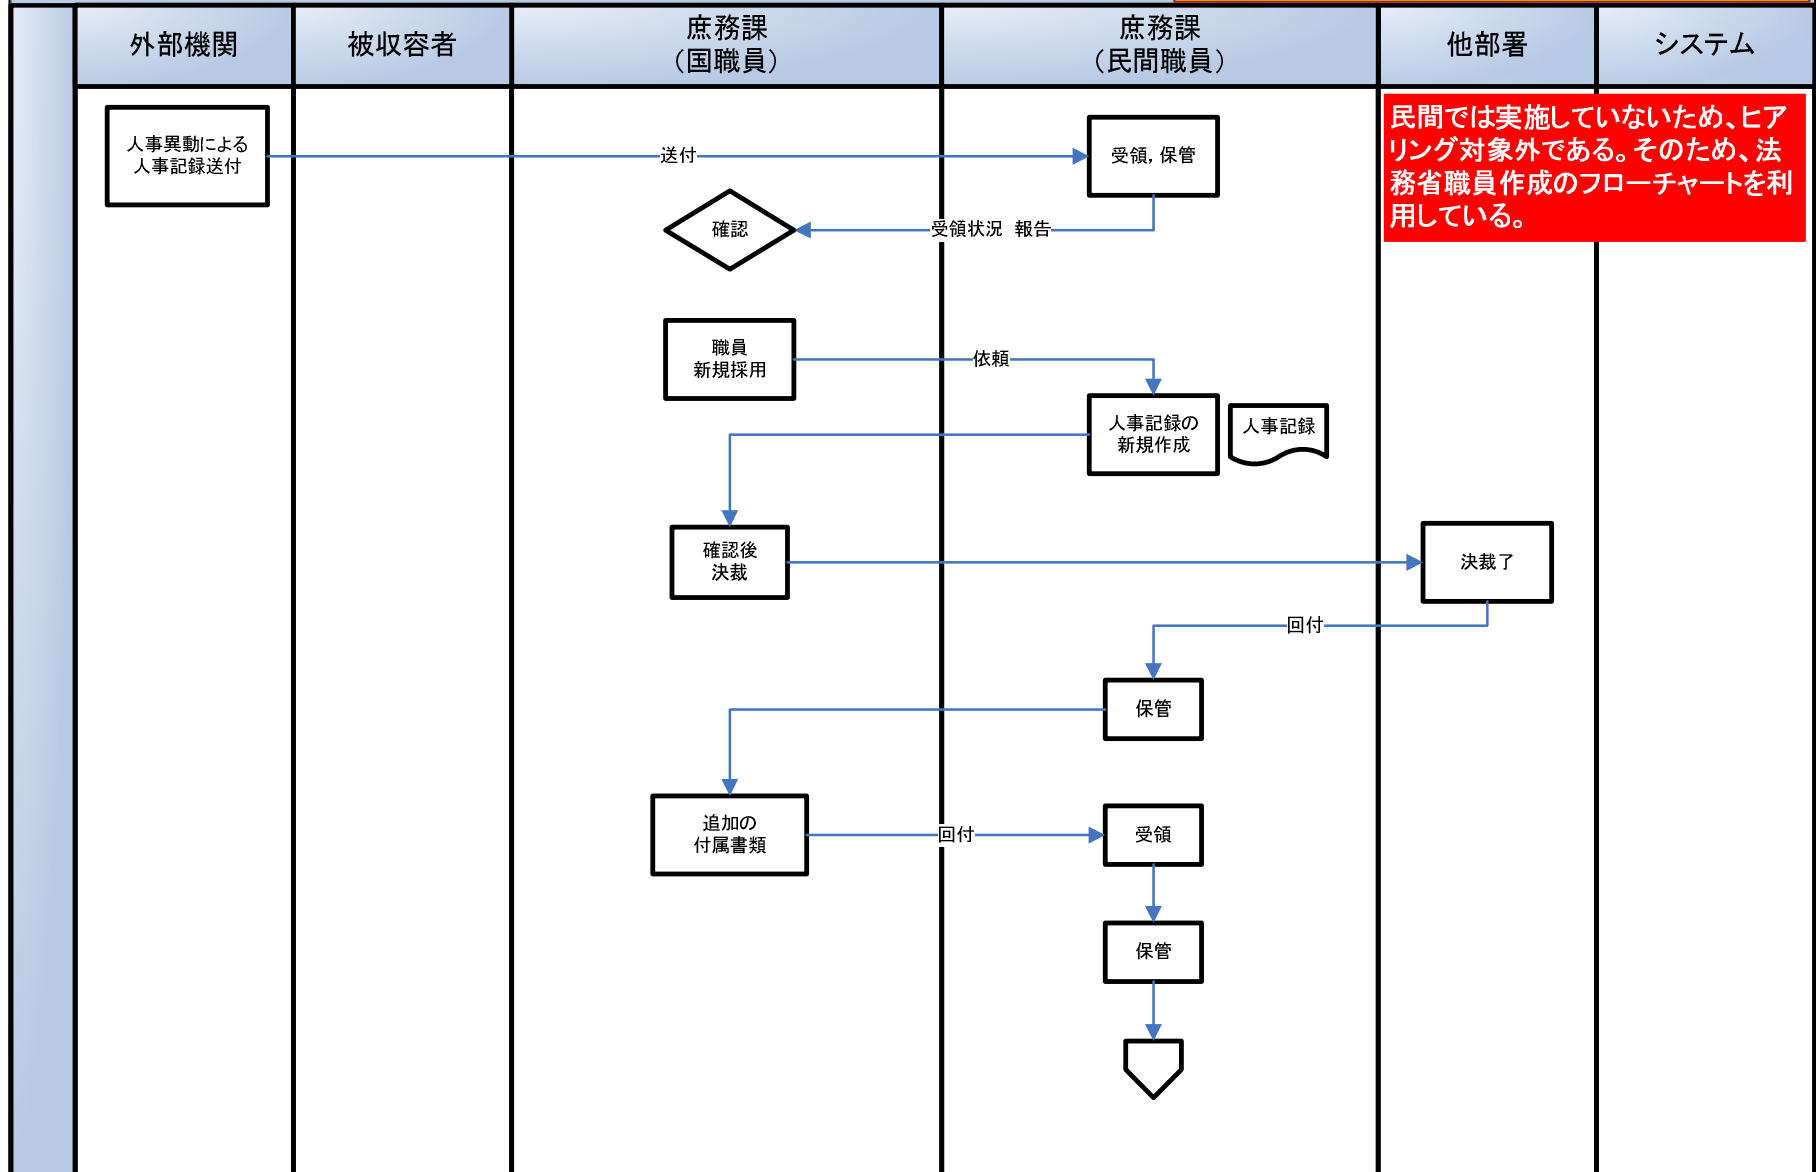 外部機関
被収容者
庶務課
（国職員）
庶務課
（民間職員）
他部署
システム
人事異動による
人事記録送付
送付
受領，保管
民間では実施していないため、ヒア
リング対象外である。そのため、法
務省職員作成のフローチャートを利
用している。
確認
受領状況　報告
職員
新規採用
依頼
人事記録の
新規作成
人事記録
確認後
決裁
決裁了
回付
保管
追加の
付属書類
回付
受領
保管